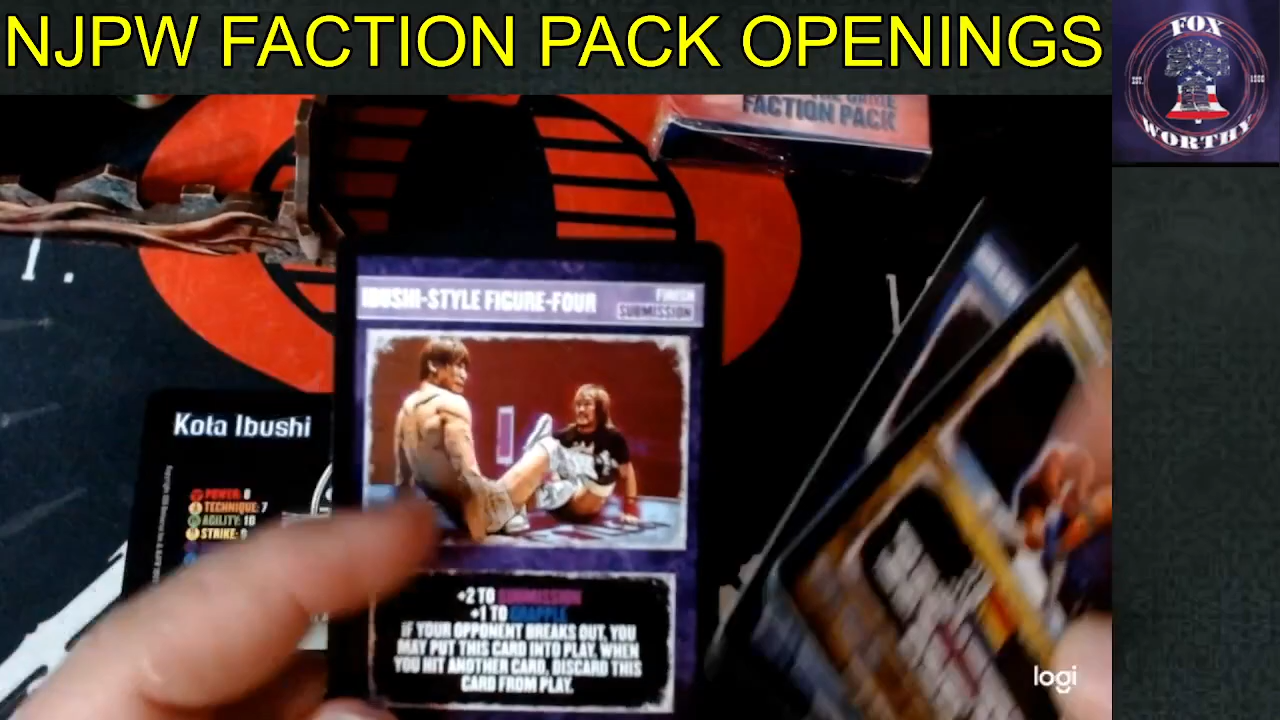 NJPW FACTION PACK OPENINGS
FOX
WORTHY
THE GAME
FACTION PACK
IBUSHI-STYLE FIGURE-FOUR
FINISH
SUBMISSION
Kota Ibushi
TECHNIQUE: 7
AGILITY: 10
STRIKE: 9
+2 TO SUBMISSION
+1 TO GRAPPLE
IF YOUR OPPONENT BREAKS OUT, YOU
MAY PUT THIS CARD INTO PLAY. WHEN
YOU HIT ANOTHER CARD, DISCARD THIS
CARD FROM PLAY.
logi